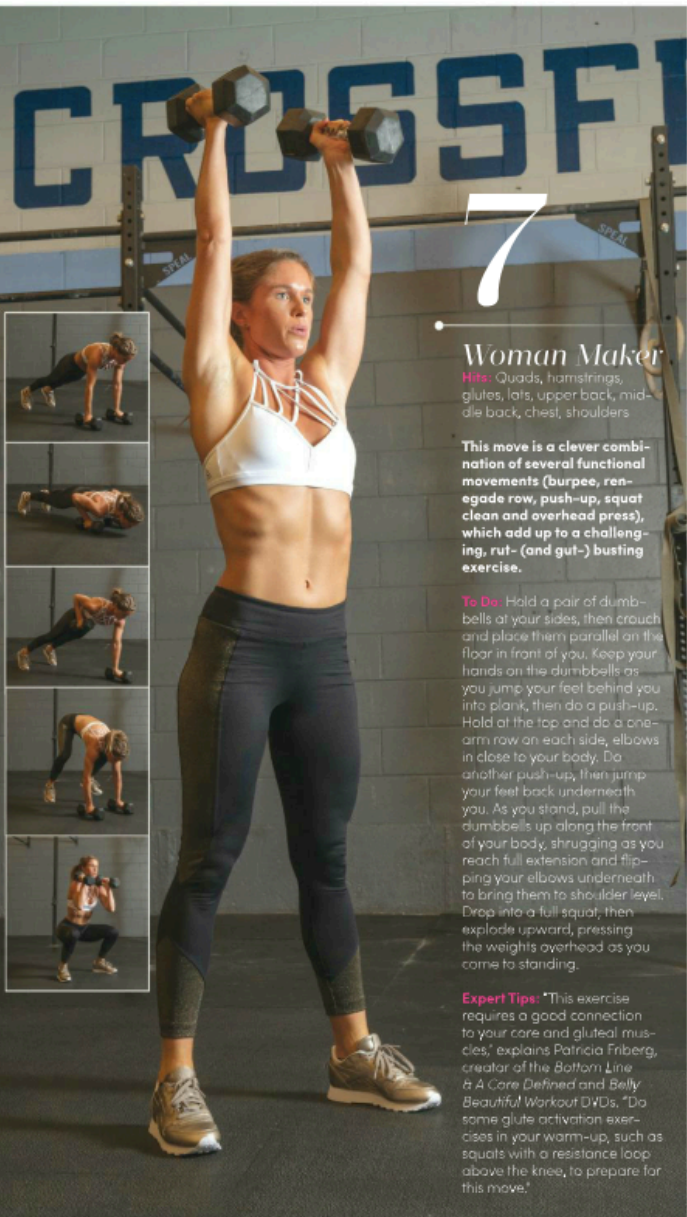 CROSSFI
SPEAL
SPEAL
7
Woman Maker
Hits: Quads, hamstrings,
glutes, lats, upper back, mid-
dle back, chest, shoulders
This move is a clever combi-
nation of several functional
movements (burpee, ren-
egade row, push-up, squat
clean and overhead press),
which add up to a challeng-
ing, rut- (and gut-) busting
exercise.
To Do: Hold a pair of dumb-
bells at your sides, then crouch
and place them parallel on the
floor in front of you. Keep your
hands on the dumbbells as
you jump your feet behind you
into plank, then do a push-up.
Hold at the top and do a one-
arm row on each side, elbows
in close to your body. Do
another push-up, then jump
your feet back underneath
you. As you stand, pull the
dumbbells up along the front
of your body, shrugging as you
reach full extension and flip-
ping your elbows underneath
to bring them to shoulder level.
Drop into a full squat, then
explode upward, pressing
the weights overhead as you
come to standing.
Expert Tips: "This exercise
requires a good connection
to your core and gluteal mus-
cles," explains Patricia Friberg,
creator of the Bottom Line
& A Core Defined and Belly
Beautiful Workout DVDs. "Do
some glute activation exer-
cises in your warm-up, such as
squats with a resistance loop
above the knee, to prepare for
this move."